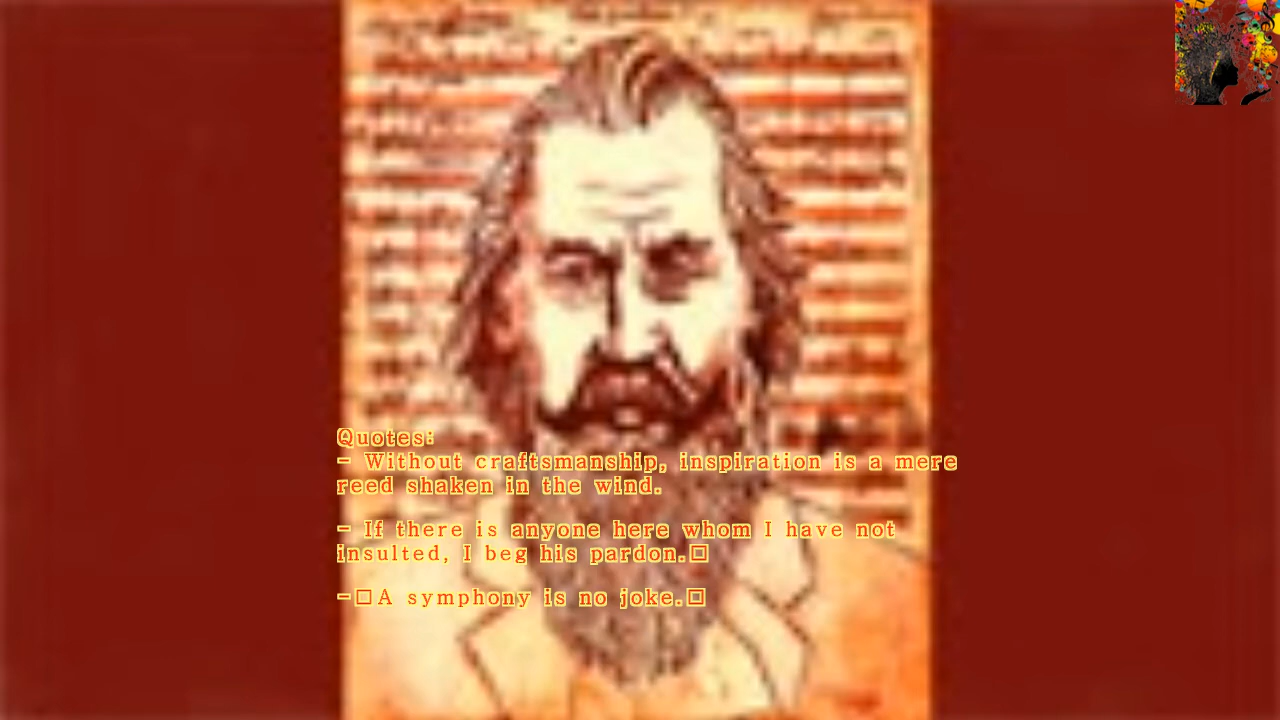 Quotes:
- Without craftsmanship, inspiration is a mere
reed shaken in the wind.
- If there is anyone here whom I have not
insulted, I beg his pardon.□
-□A symphony is no joke.□